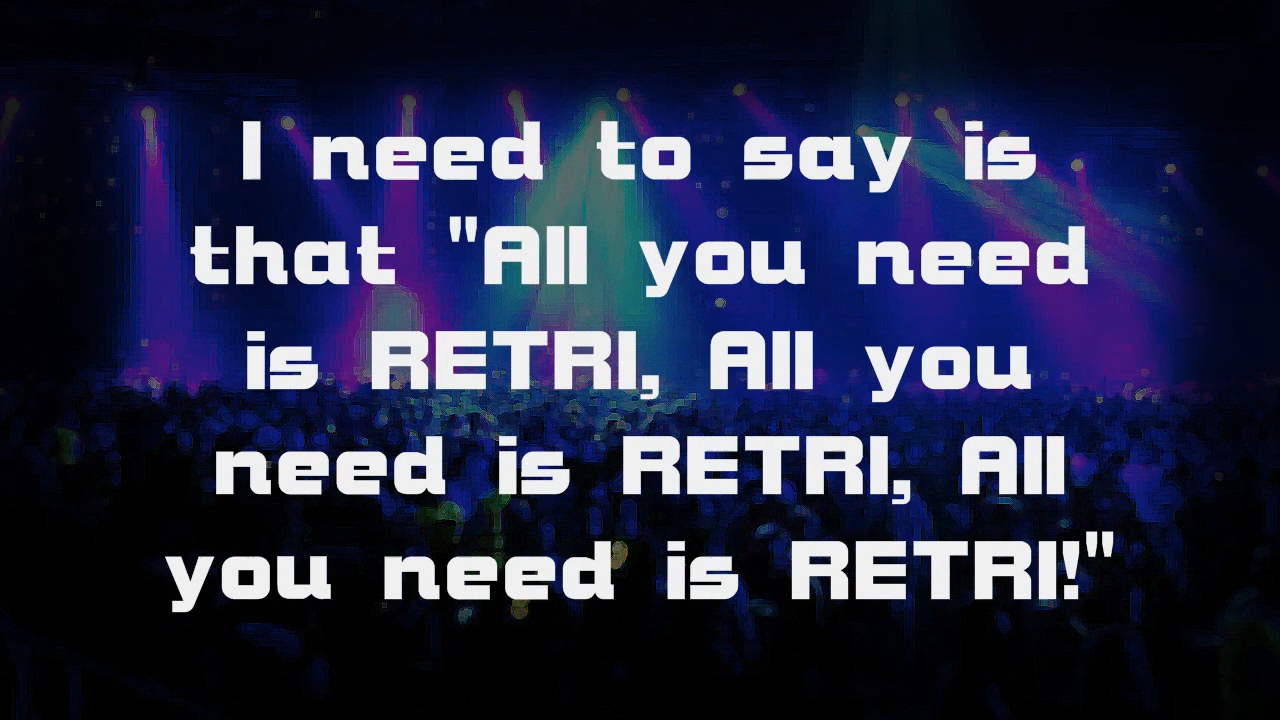 I need to say is
that "All you need
is RETRI, All you
need is RETRI, All
you need is RETRI!"